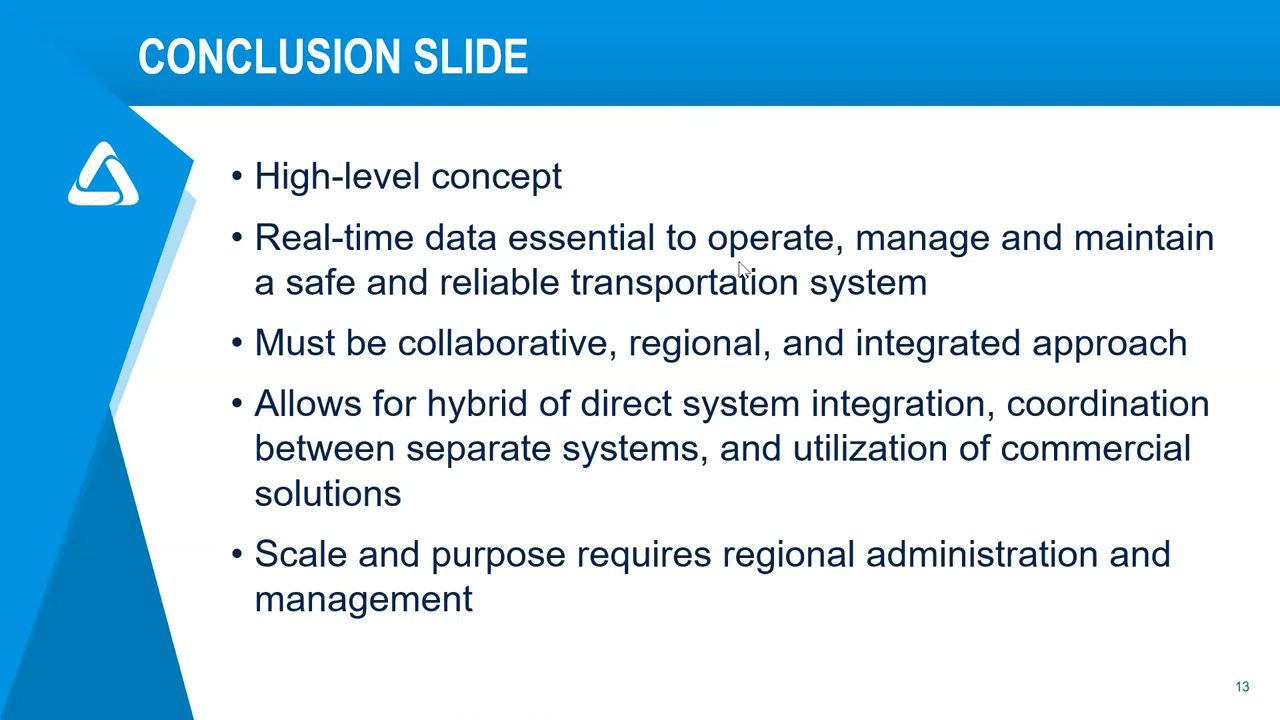 CONCLUSION SLIDE
• High-level concept
• Real-time data essential to operate, manage and maintain
a safe and reliable transportation system
• Must be collaborative, regional, and integrated approach
• Allows for hybrid of direct system integration, coordination
between separate systems, and utilization of commercial
solutions
• Scale and purpose requires regional administration and
management
13